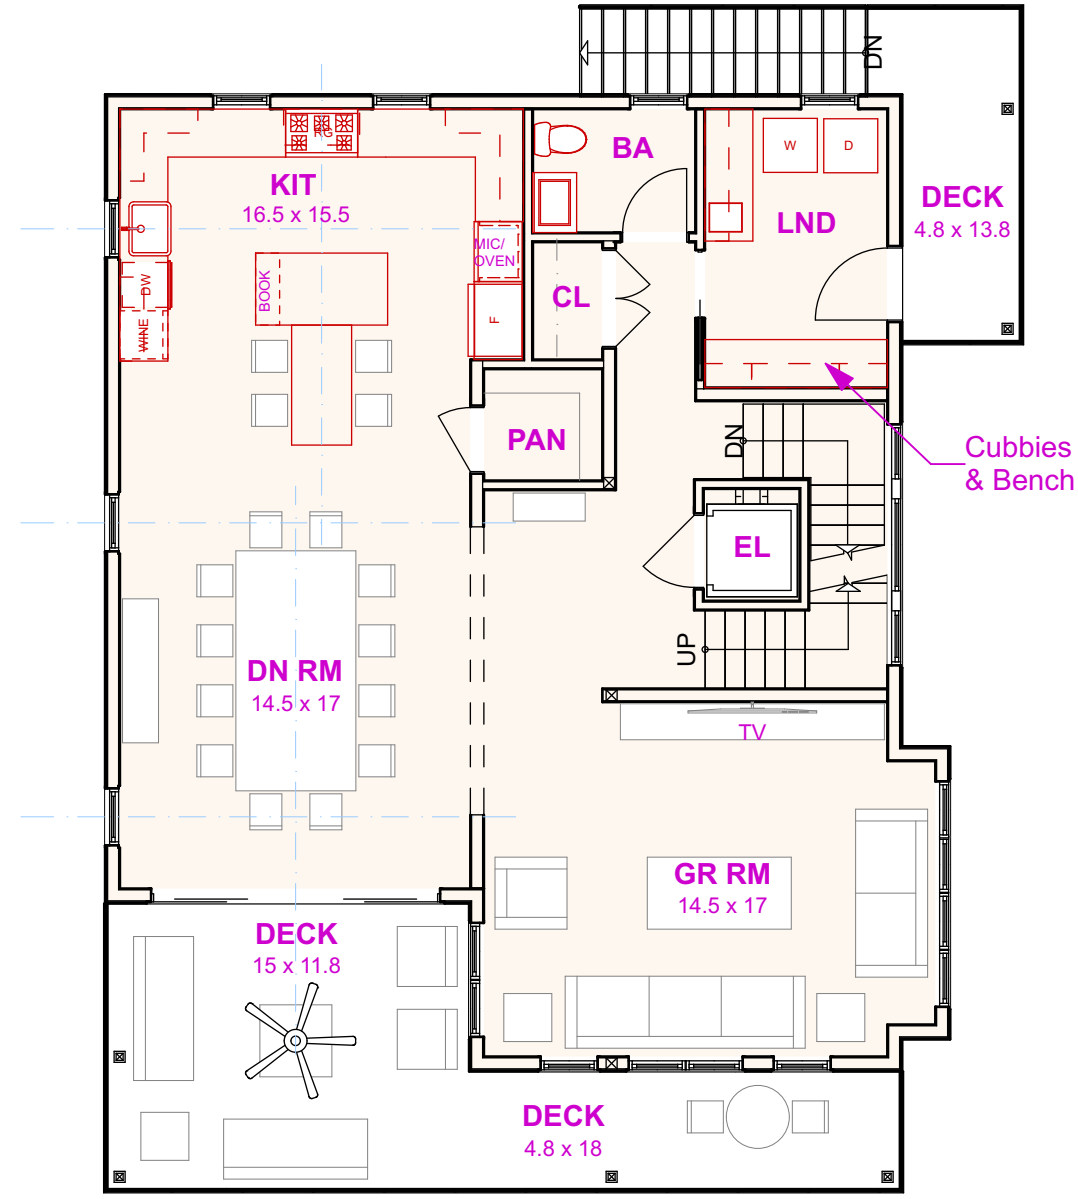 DN
RG
BA
W
D
KIT
16.5 x 15.5
DECK
4.8 x 13.8
LND
MIC/
OVEN
DW
BOOK
CL
F
WINE
PAN
DN
Cubbies
& Bench
EL
UP
DN RM
14.5 x 17
TV
GR RM
14.5 x 17
DECK
15 x 11.8
DECK
4.8 x 18